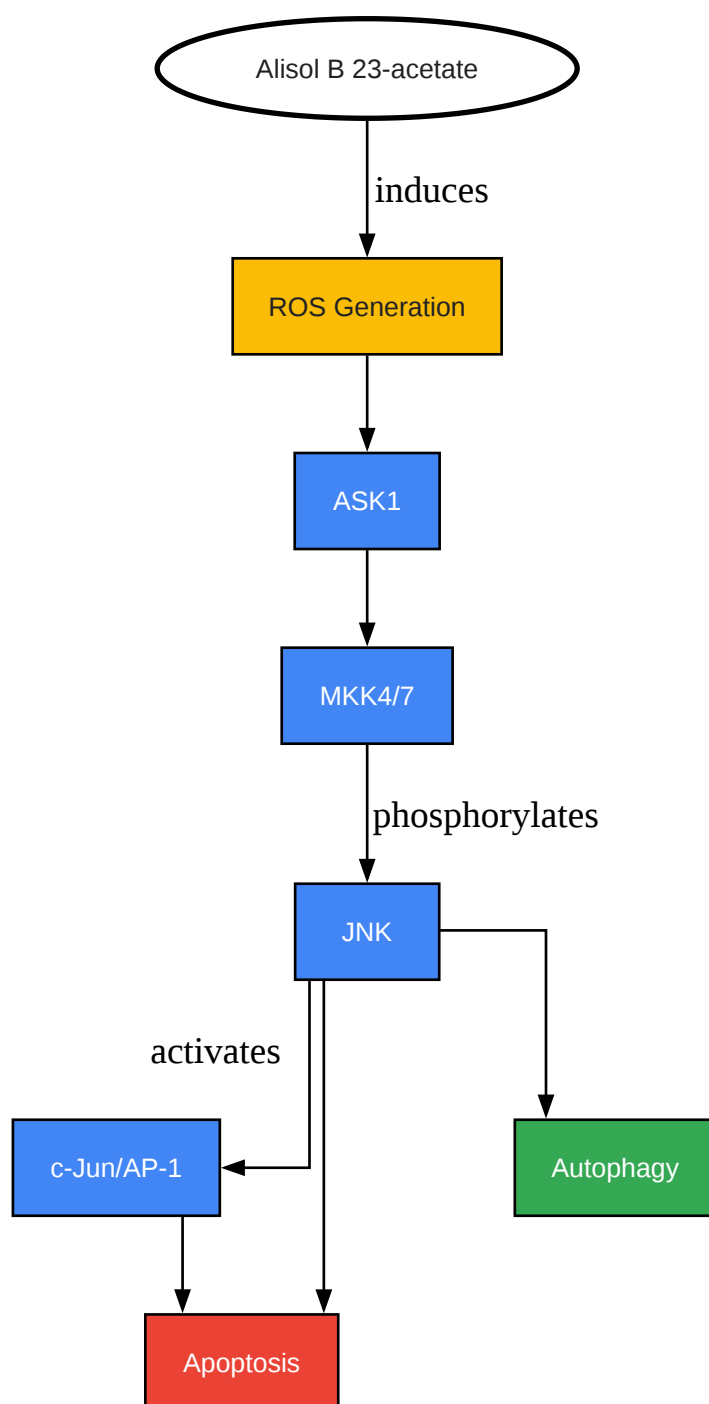 Alisol B 23-acetate
induces
ROS Generation
ASK1
MKK4/7
phosphorylates
JNK
activates
c-Jun/AP-1
Autophagy
Apoptosis